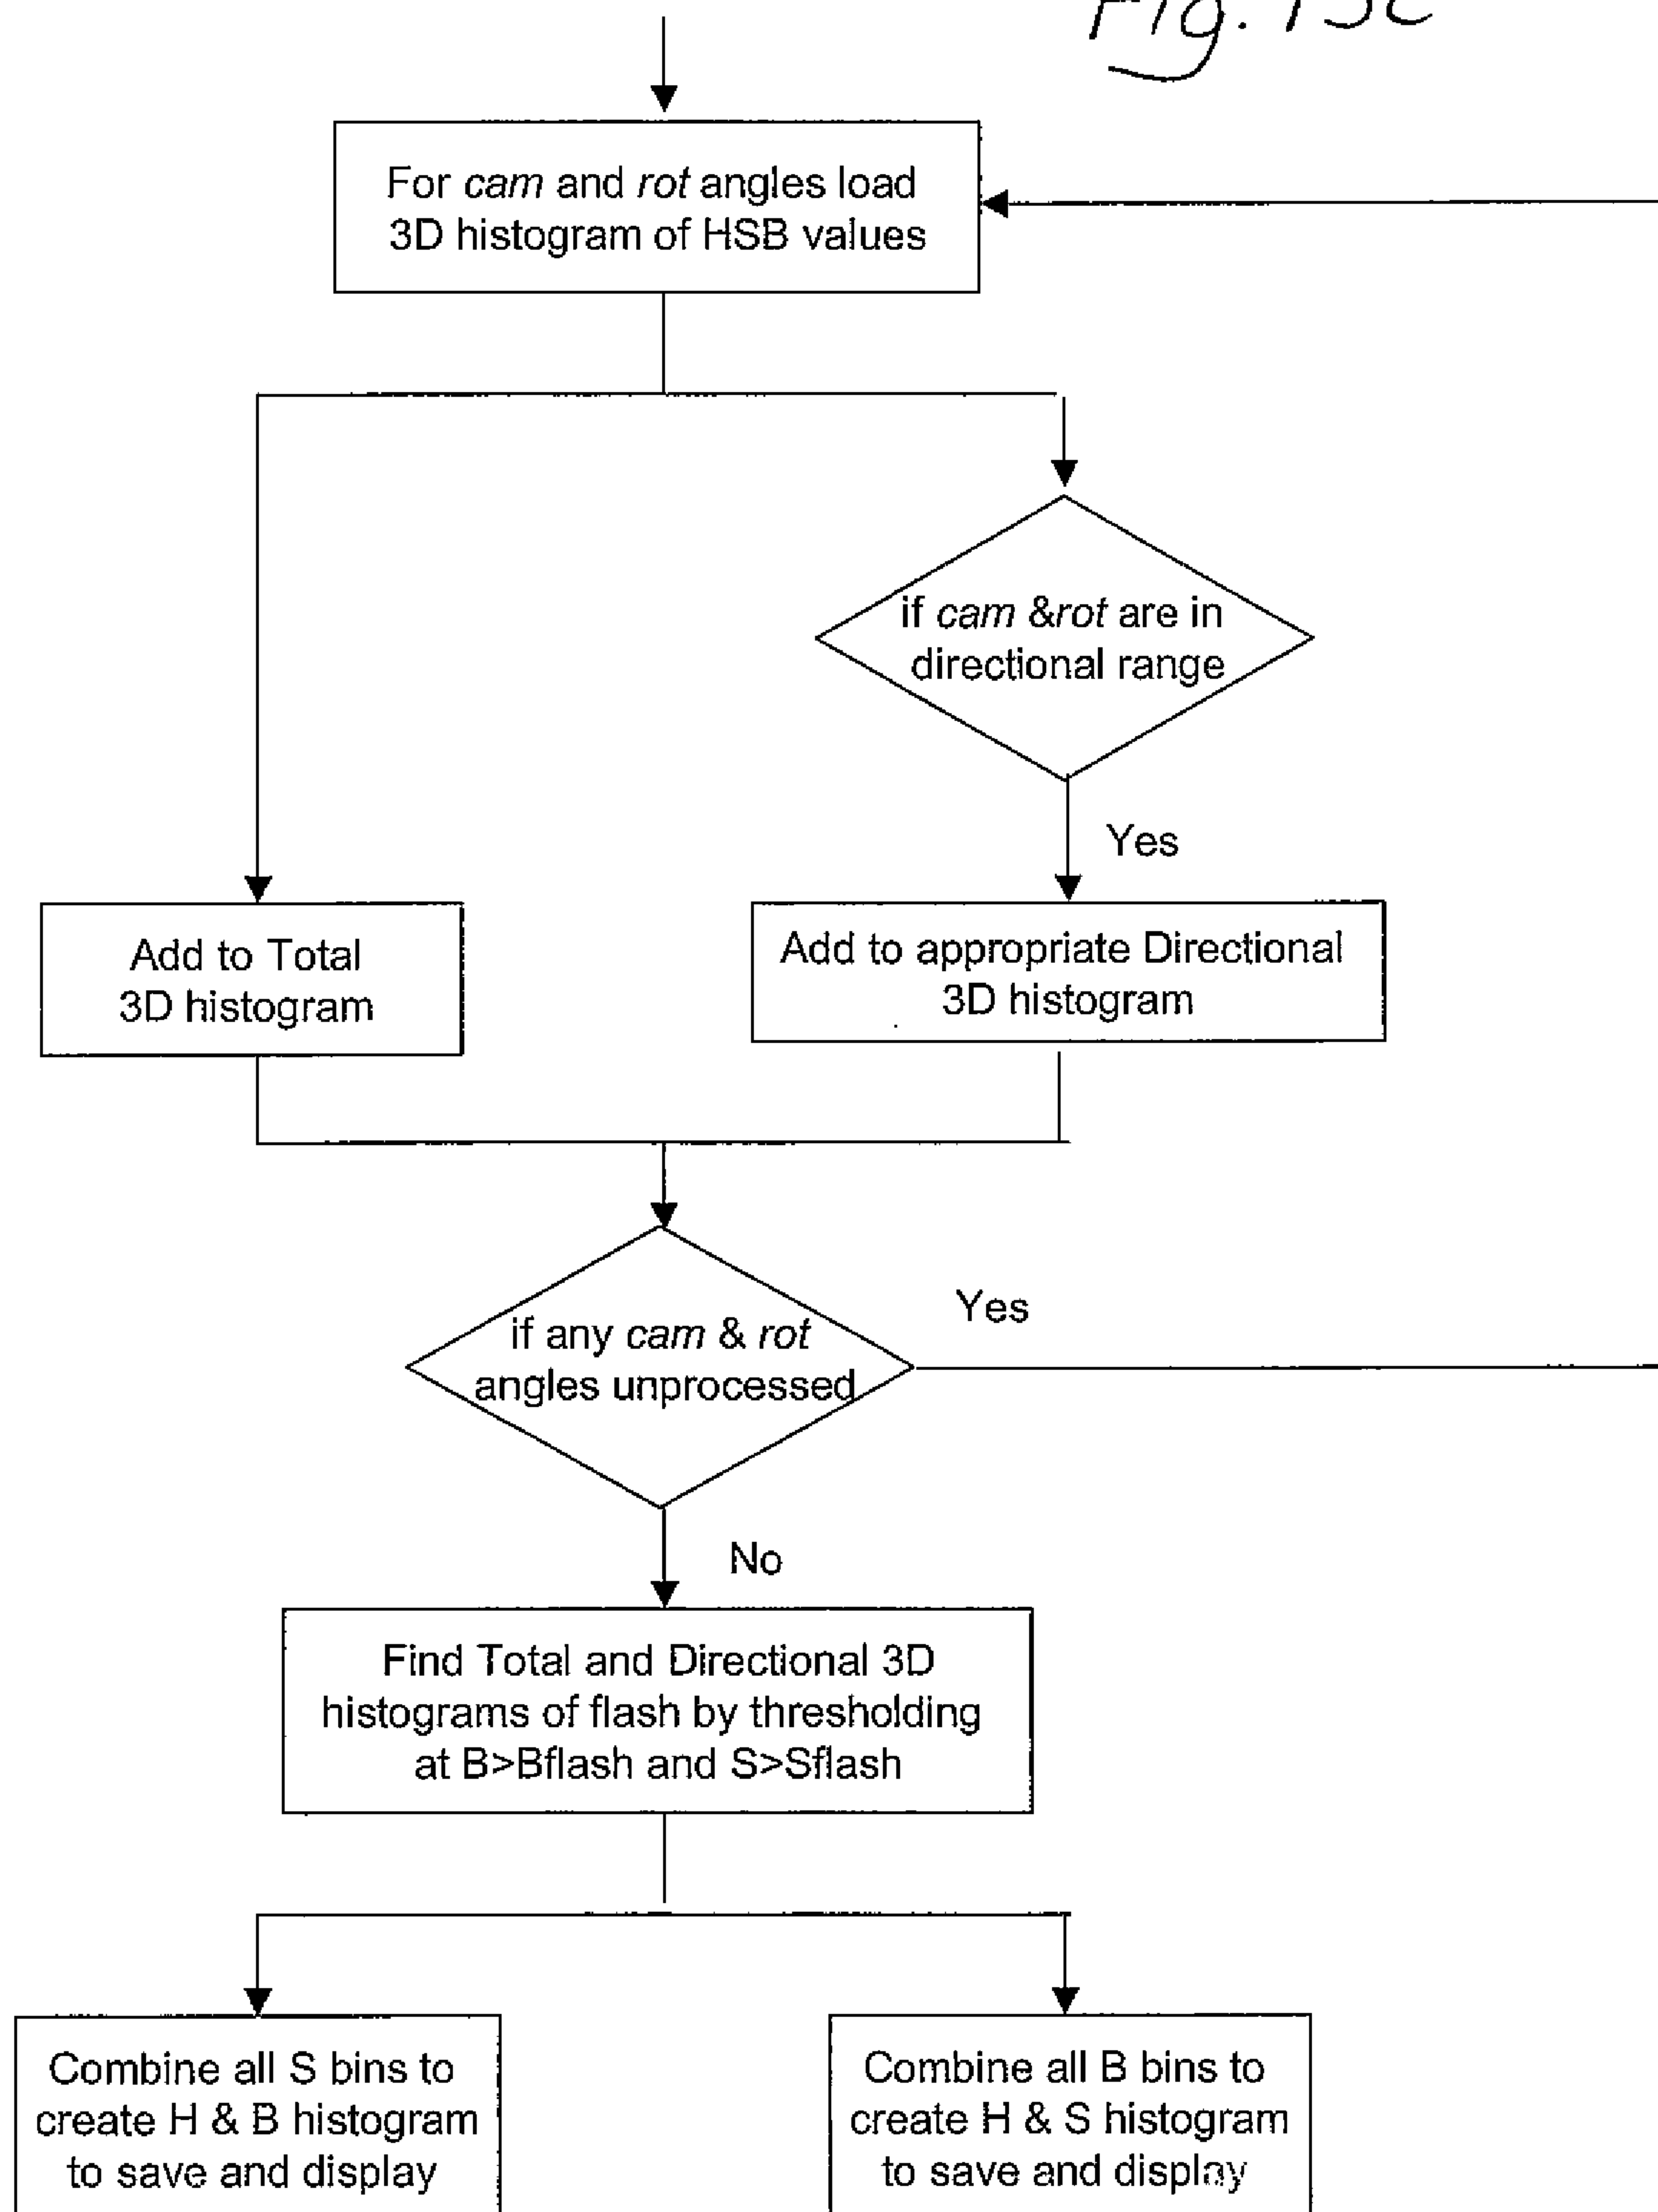 Fig. 13c
For cam and rot angles load
3D histogram of HSB values
if cam &rot are in
directional range
Yes
Add to Total
3D histogram
Add to appropriate Directional
3D histogram
if any cam & rot
angles unprocessed
Yes
No
Find Total and Directional 3D
histograms of flash by thresholding
at B>Bflash and S>Sflash
Combine all S bins to
create H & B histogram
to save and display
Combine all B bins to
create H & S histogram
to save and display